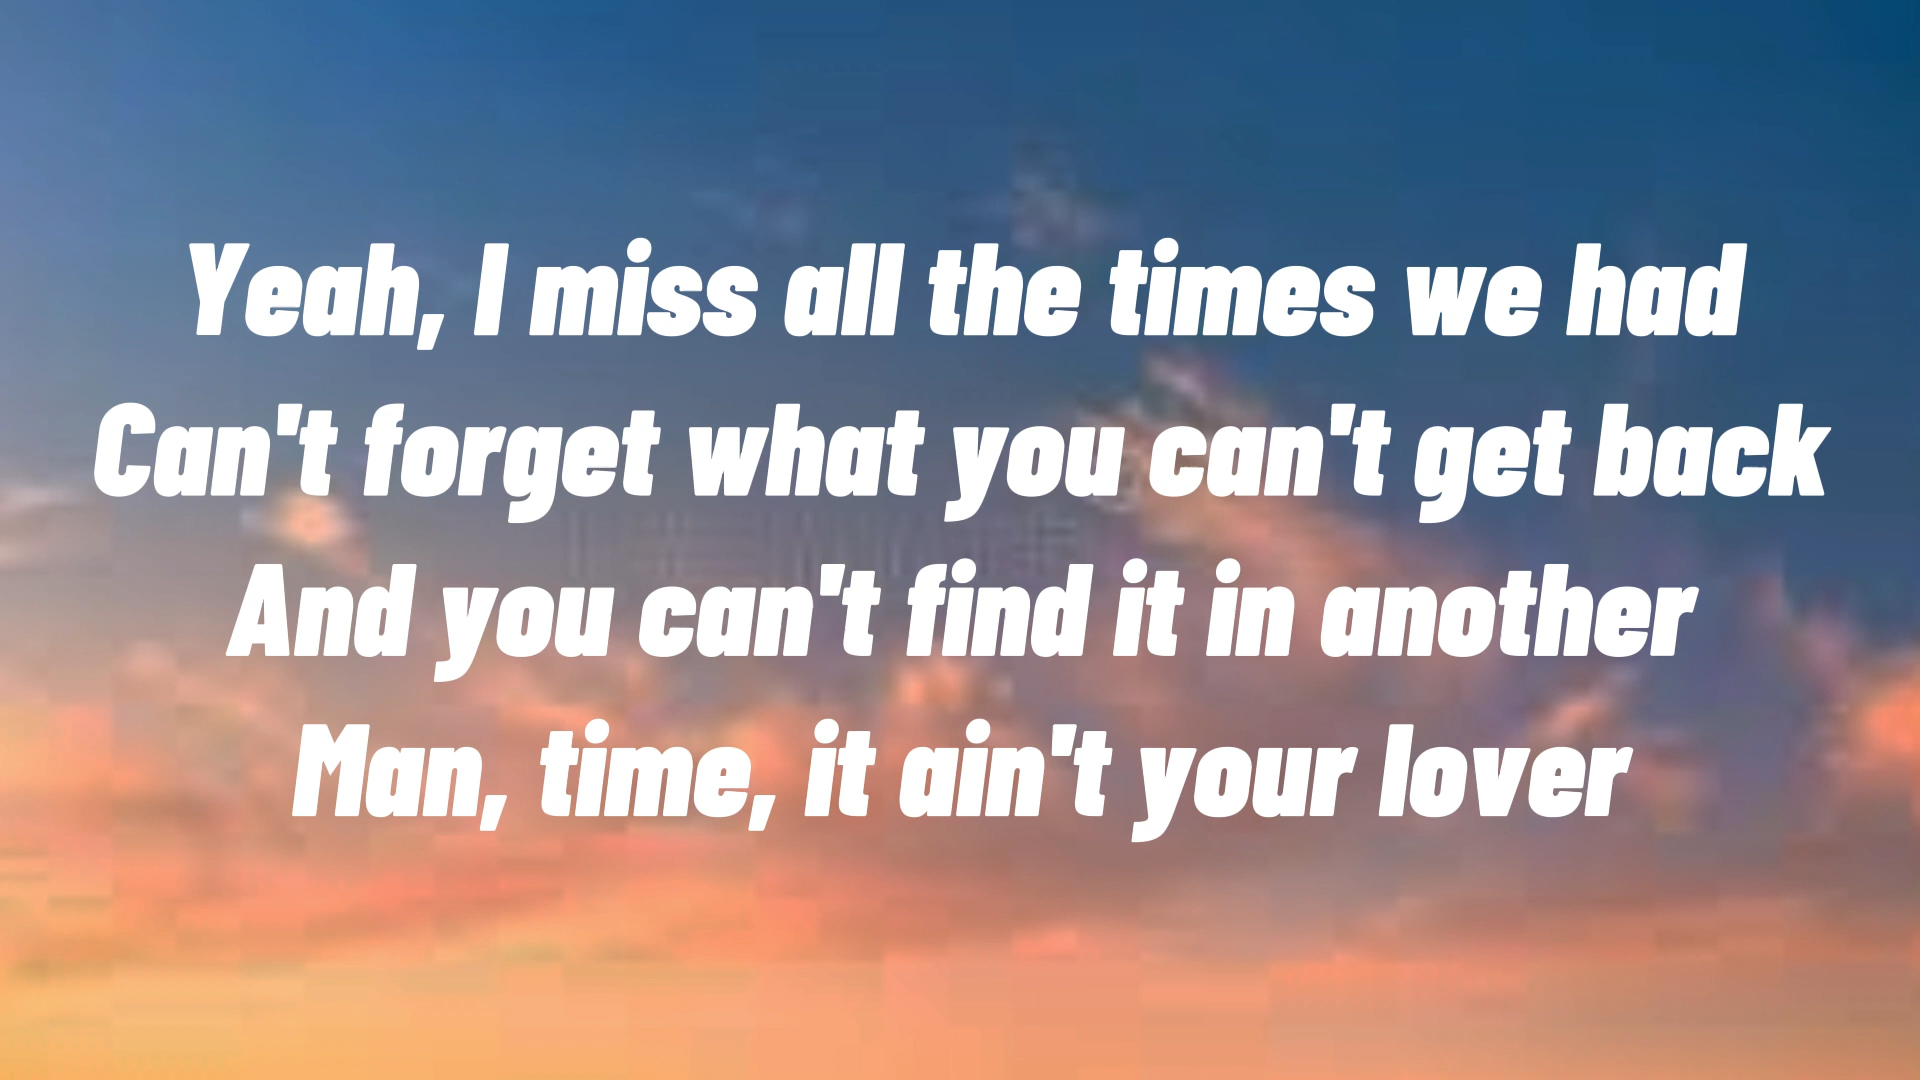 Yeah, I miss all the times we had
Can't forget what you can't get back
And you can't find it in another
Man, time, it ain't your lover